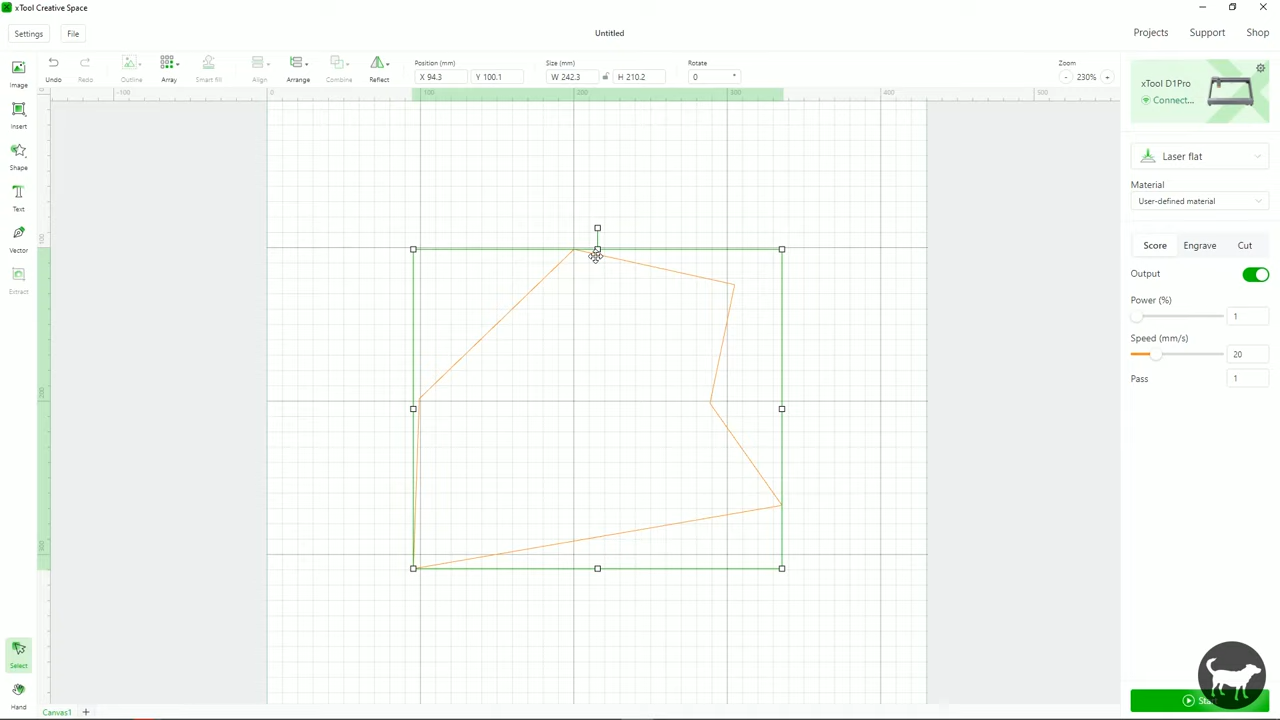 xTool Creative Space
Settings
File
Untitled
Projects
Support
Shop
Image
Insert
Shape
Text
Vector
Extract
Select
Hand
Undo
Redo
Outline
Array
Smart fill
Align
Arrange
Combine
Reflect
Position (mm)
X 94.3
Y 100.1
Size (mm)
W 242.3
H 210.2
Rotate
0 °
Zoom
- 230% +
-100
0
100
200
300
400
500
100
200
300
xTool D1Pro
Connect...
Laser flat
Material
User-defined material
Score
Engrave
Cut
Output
Power (%)
1
Speed (mm/s)
20
Pass
1
Canvas1 +